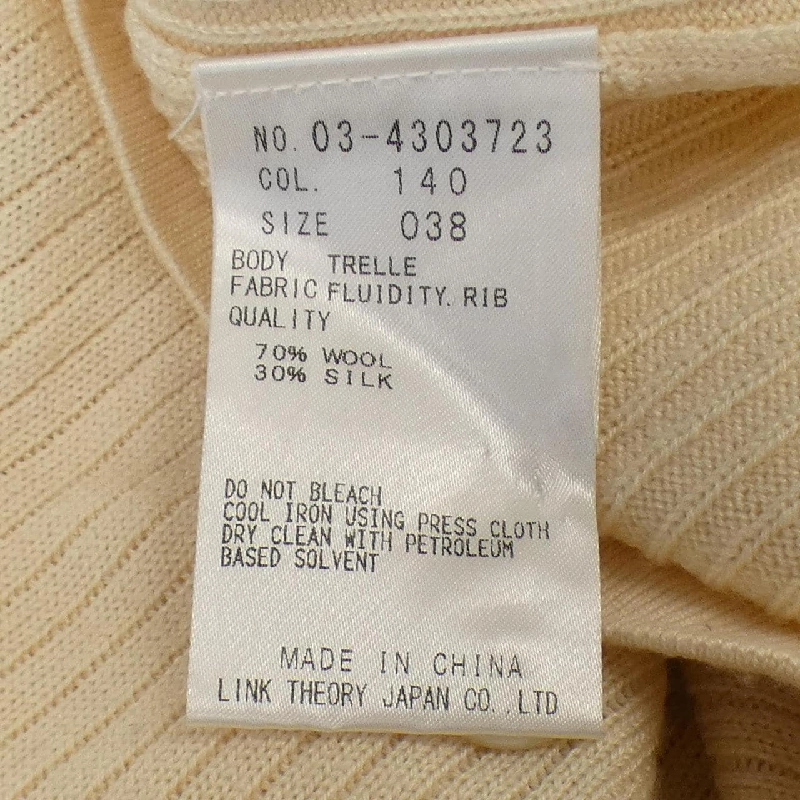 NO. 03-4303723
COL. 140
SIZE 038
BODY TRELLE
FABRIC FLUIDITY. RIB
QUALITY
70% WOOL
30% SILK
DO NOT BLEACH
COOL IRON USING PRESS CLOTH
DRY CLEAN WITH PETROLEUM
BASED SOLVENT
MADE IN CHINA
LINK THEORY JAPAN CO.,LTD